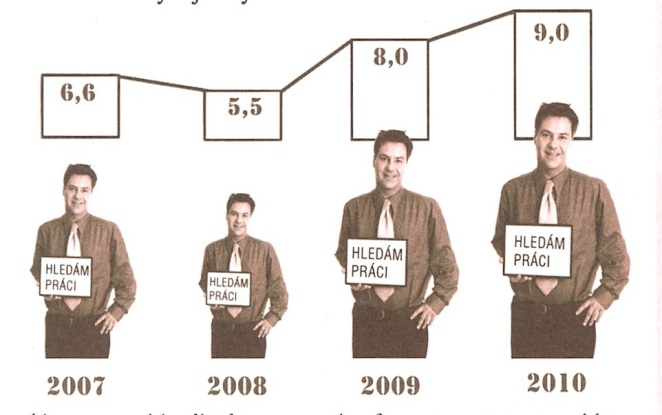 6,6
5,5
8,0
9,0
HLEDÁM
PRÁCI
HLEDÁM
PRÁCI
HLEDÁM
PRÁCI
HLEDÁM
PRÁCI
2007
2008
2009
2010